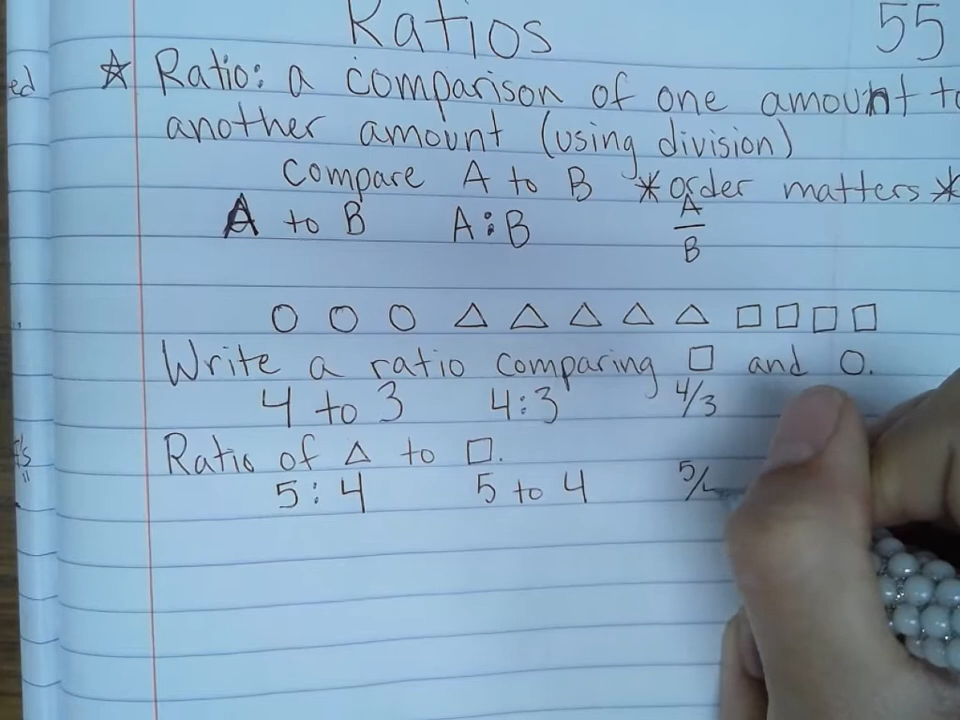 Ratios 55
ed
☆ Ratio: a comparison of one amount to
another amount (using division)
Compare A to B *order matters*
A to B A:B A/B
○ ○ ○ △ △ △ △ △ □ □ □ □
Write a ratio comparing □ and ○.
4 to 3 4:3 4/3
Ratio of △ to □.
5:4 5 to 4 5/